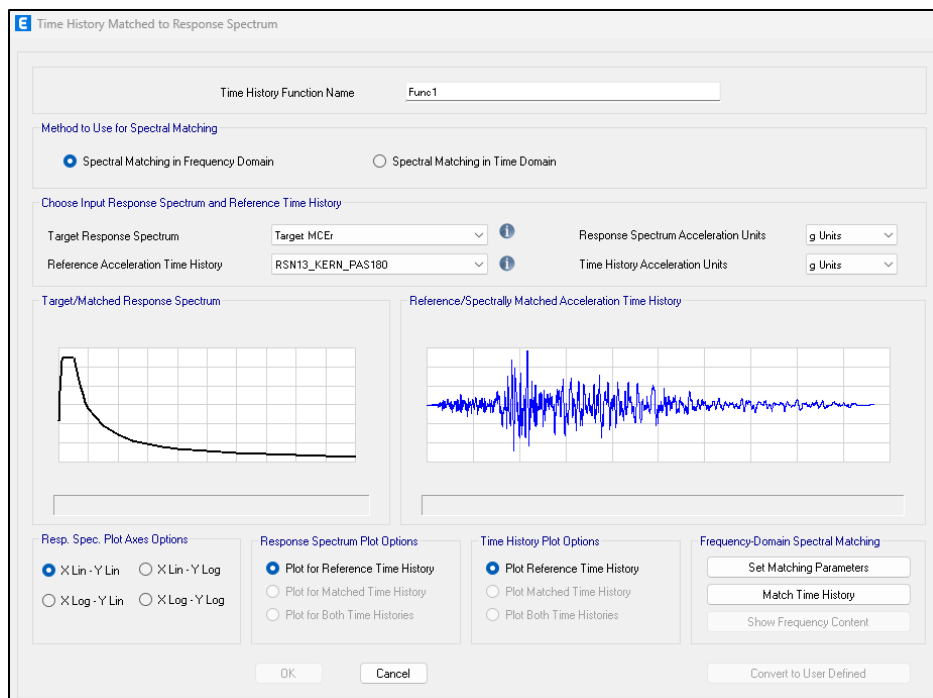 E Time History Matched to Response Spectrum
Time History Function Name Func1
Method to Use for Spectral Matching
Spectral Matching in Frequency Domain Spectral Matching in Time Domain
Choose Input Response Spectrum and Reference Time History
Target Response Spectrum Target MCEr i Response Spectrum Acceleration Units g Units
Reference Acceleration Time History RSN13_KERN_PAS180 i Time History Acceleration Units g Units
Target/Matched Response Spectrum Reference/Spectrally Matched Acceleration Time History
Resp. Spec. Plot Axes Options
X Lin - Y Lin X Lin - Y Log
X Log - Y Lin X Log - Y Log
Response Spectrum Plot Options
Plot for Reference Time History
Plot for Matched Time History
Plot for Both Time Histories
Time History Plot Options
Plot Reference Time History
Plot Matched Time History
Plot Both Time Histories
Frequency-Domain Spectral Matching
Set Matching Parameters
Match Time History
Show Frequency Content
OK Cancel Convert to User Defined